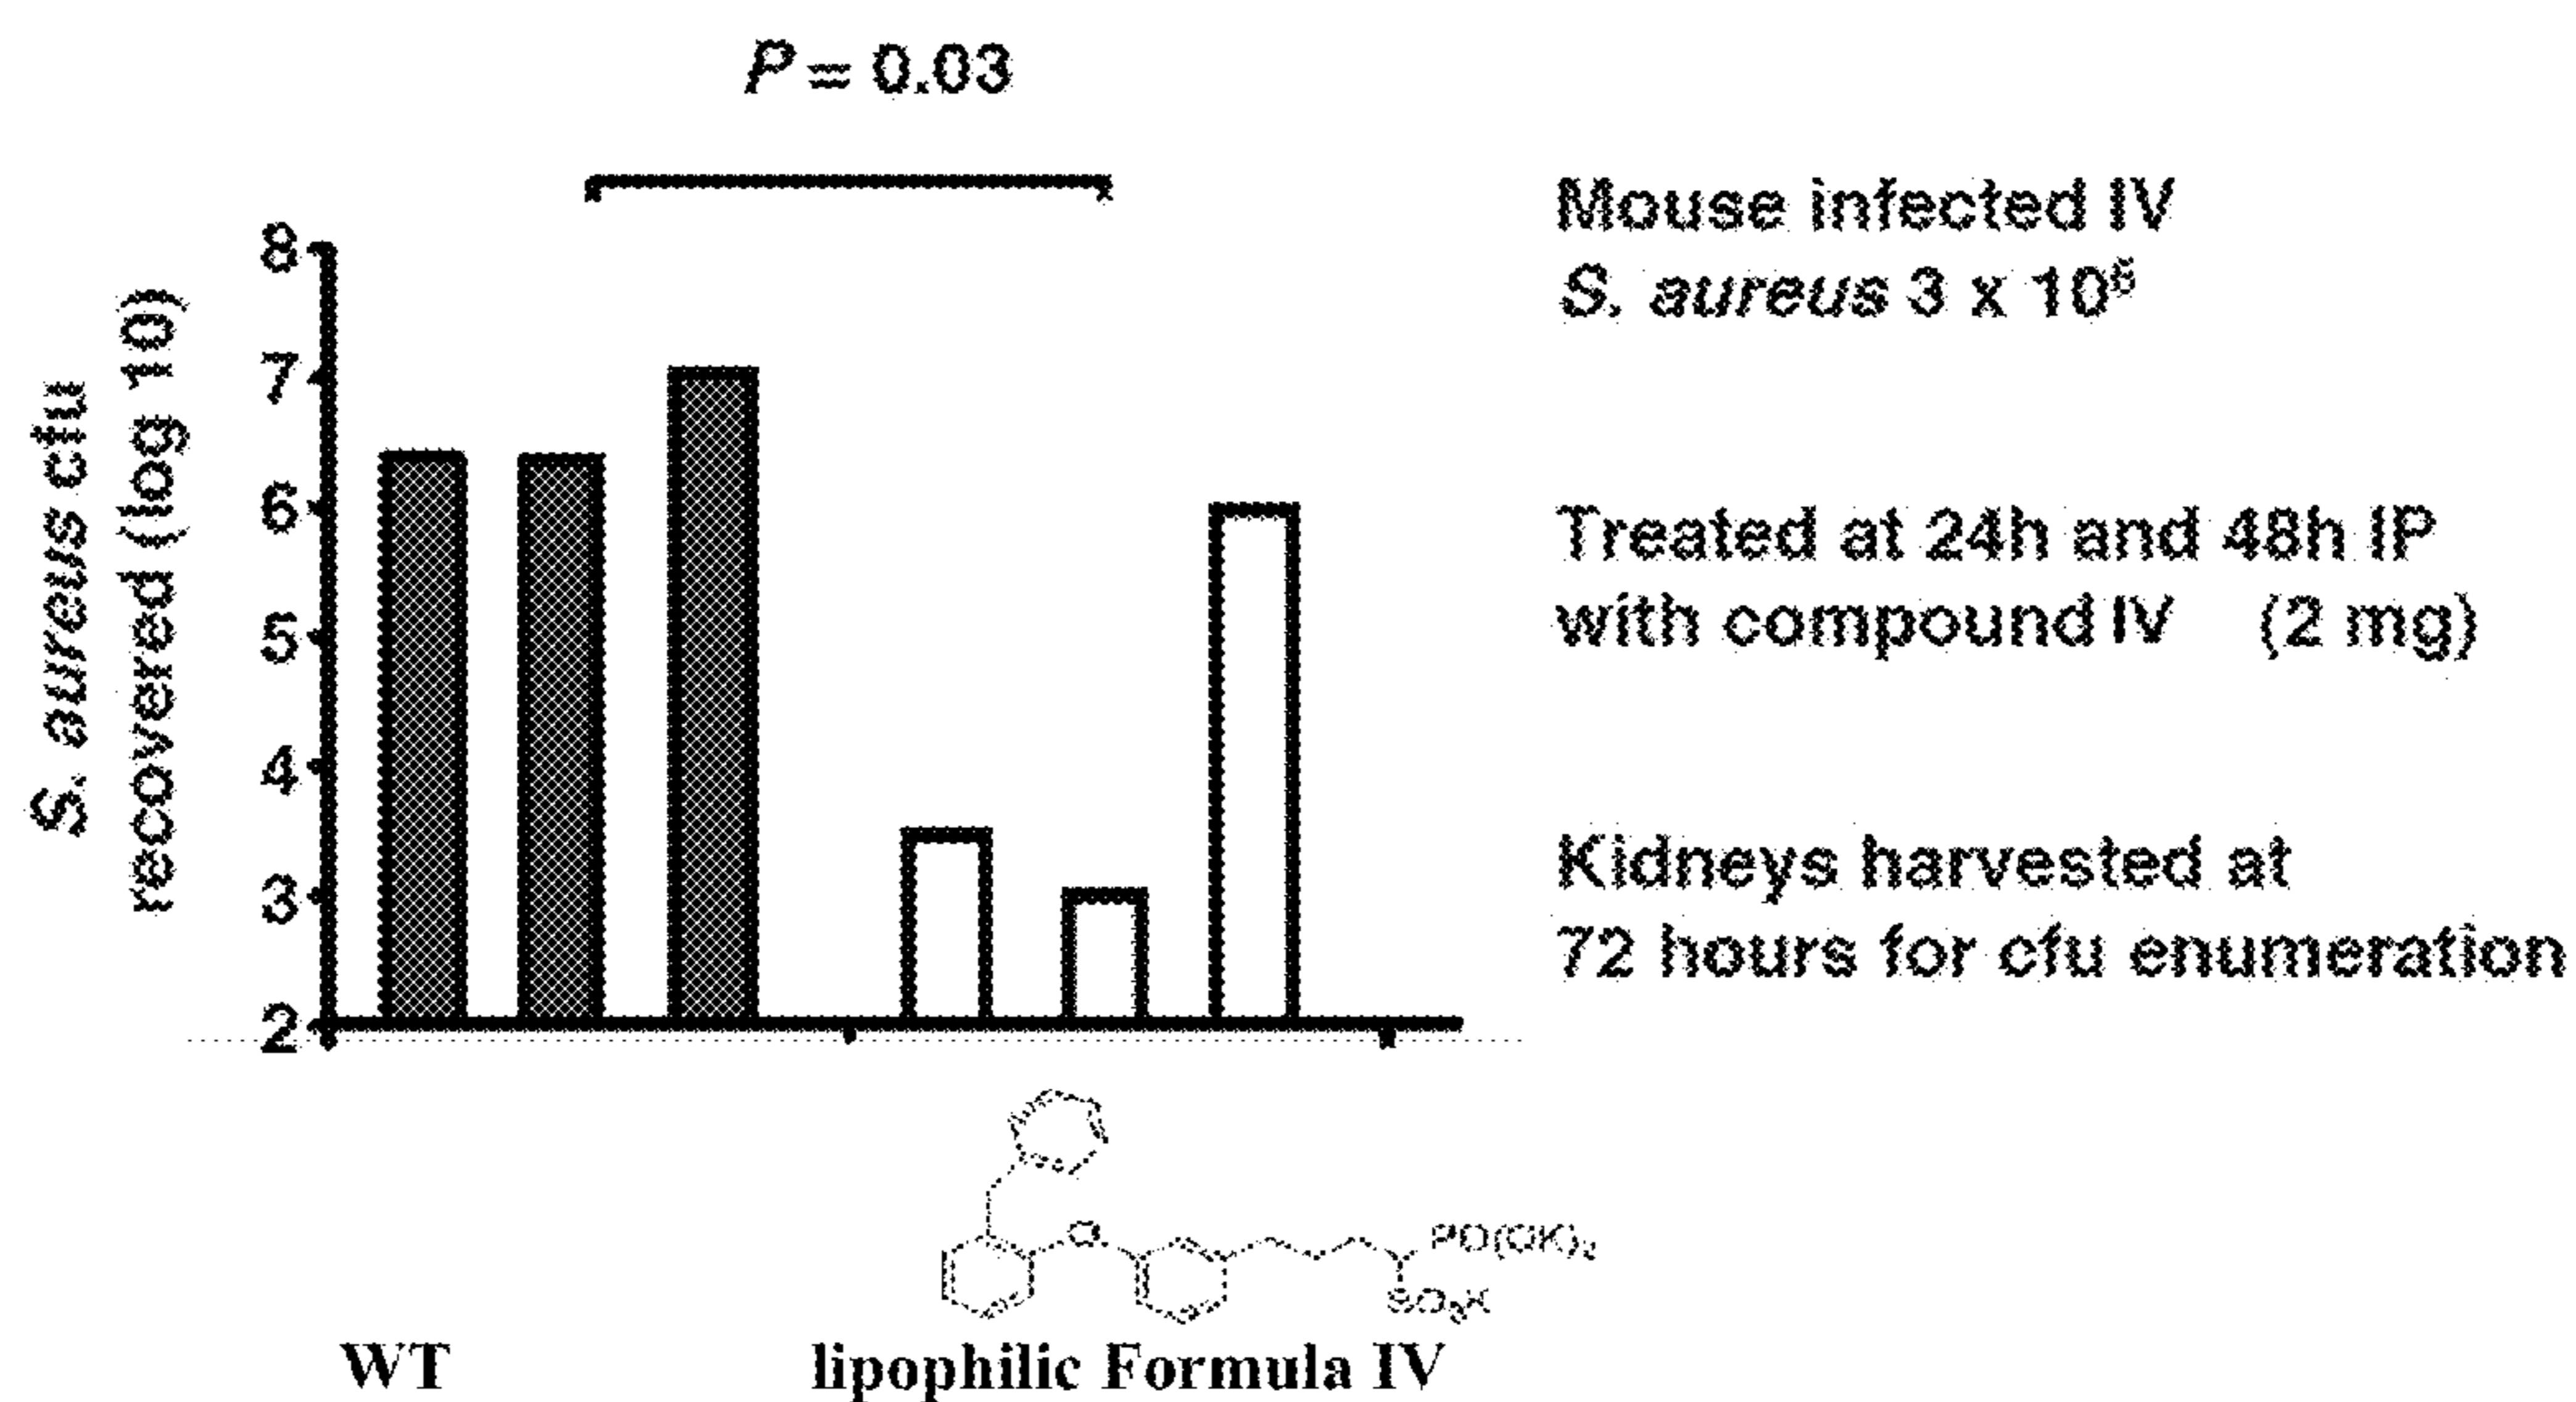 P = 0.03
S. aureus cfu
recovered (log 10)
8
7
6
5
4
3
2
Mouse infected IV
S. aureus 3 x 10⁶
Treated at 24h and 48h IP
with compound IV (2 mg)
Kidneys harvested at
72 hours for cfu enumeration
O
PO(OK)₂
SO₃K
WT
lipophilic Formula IV